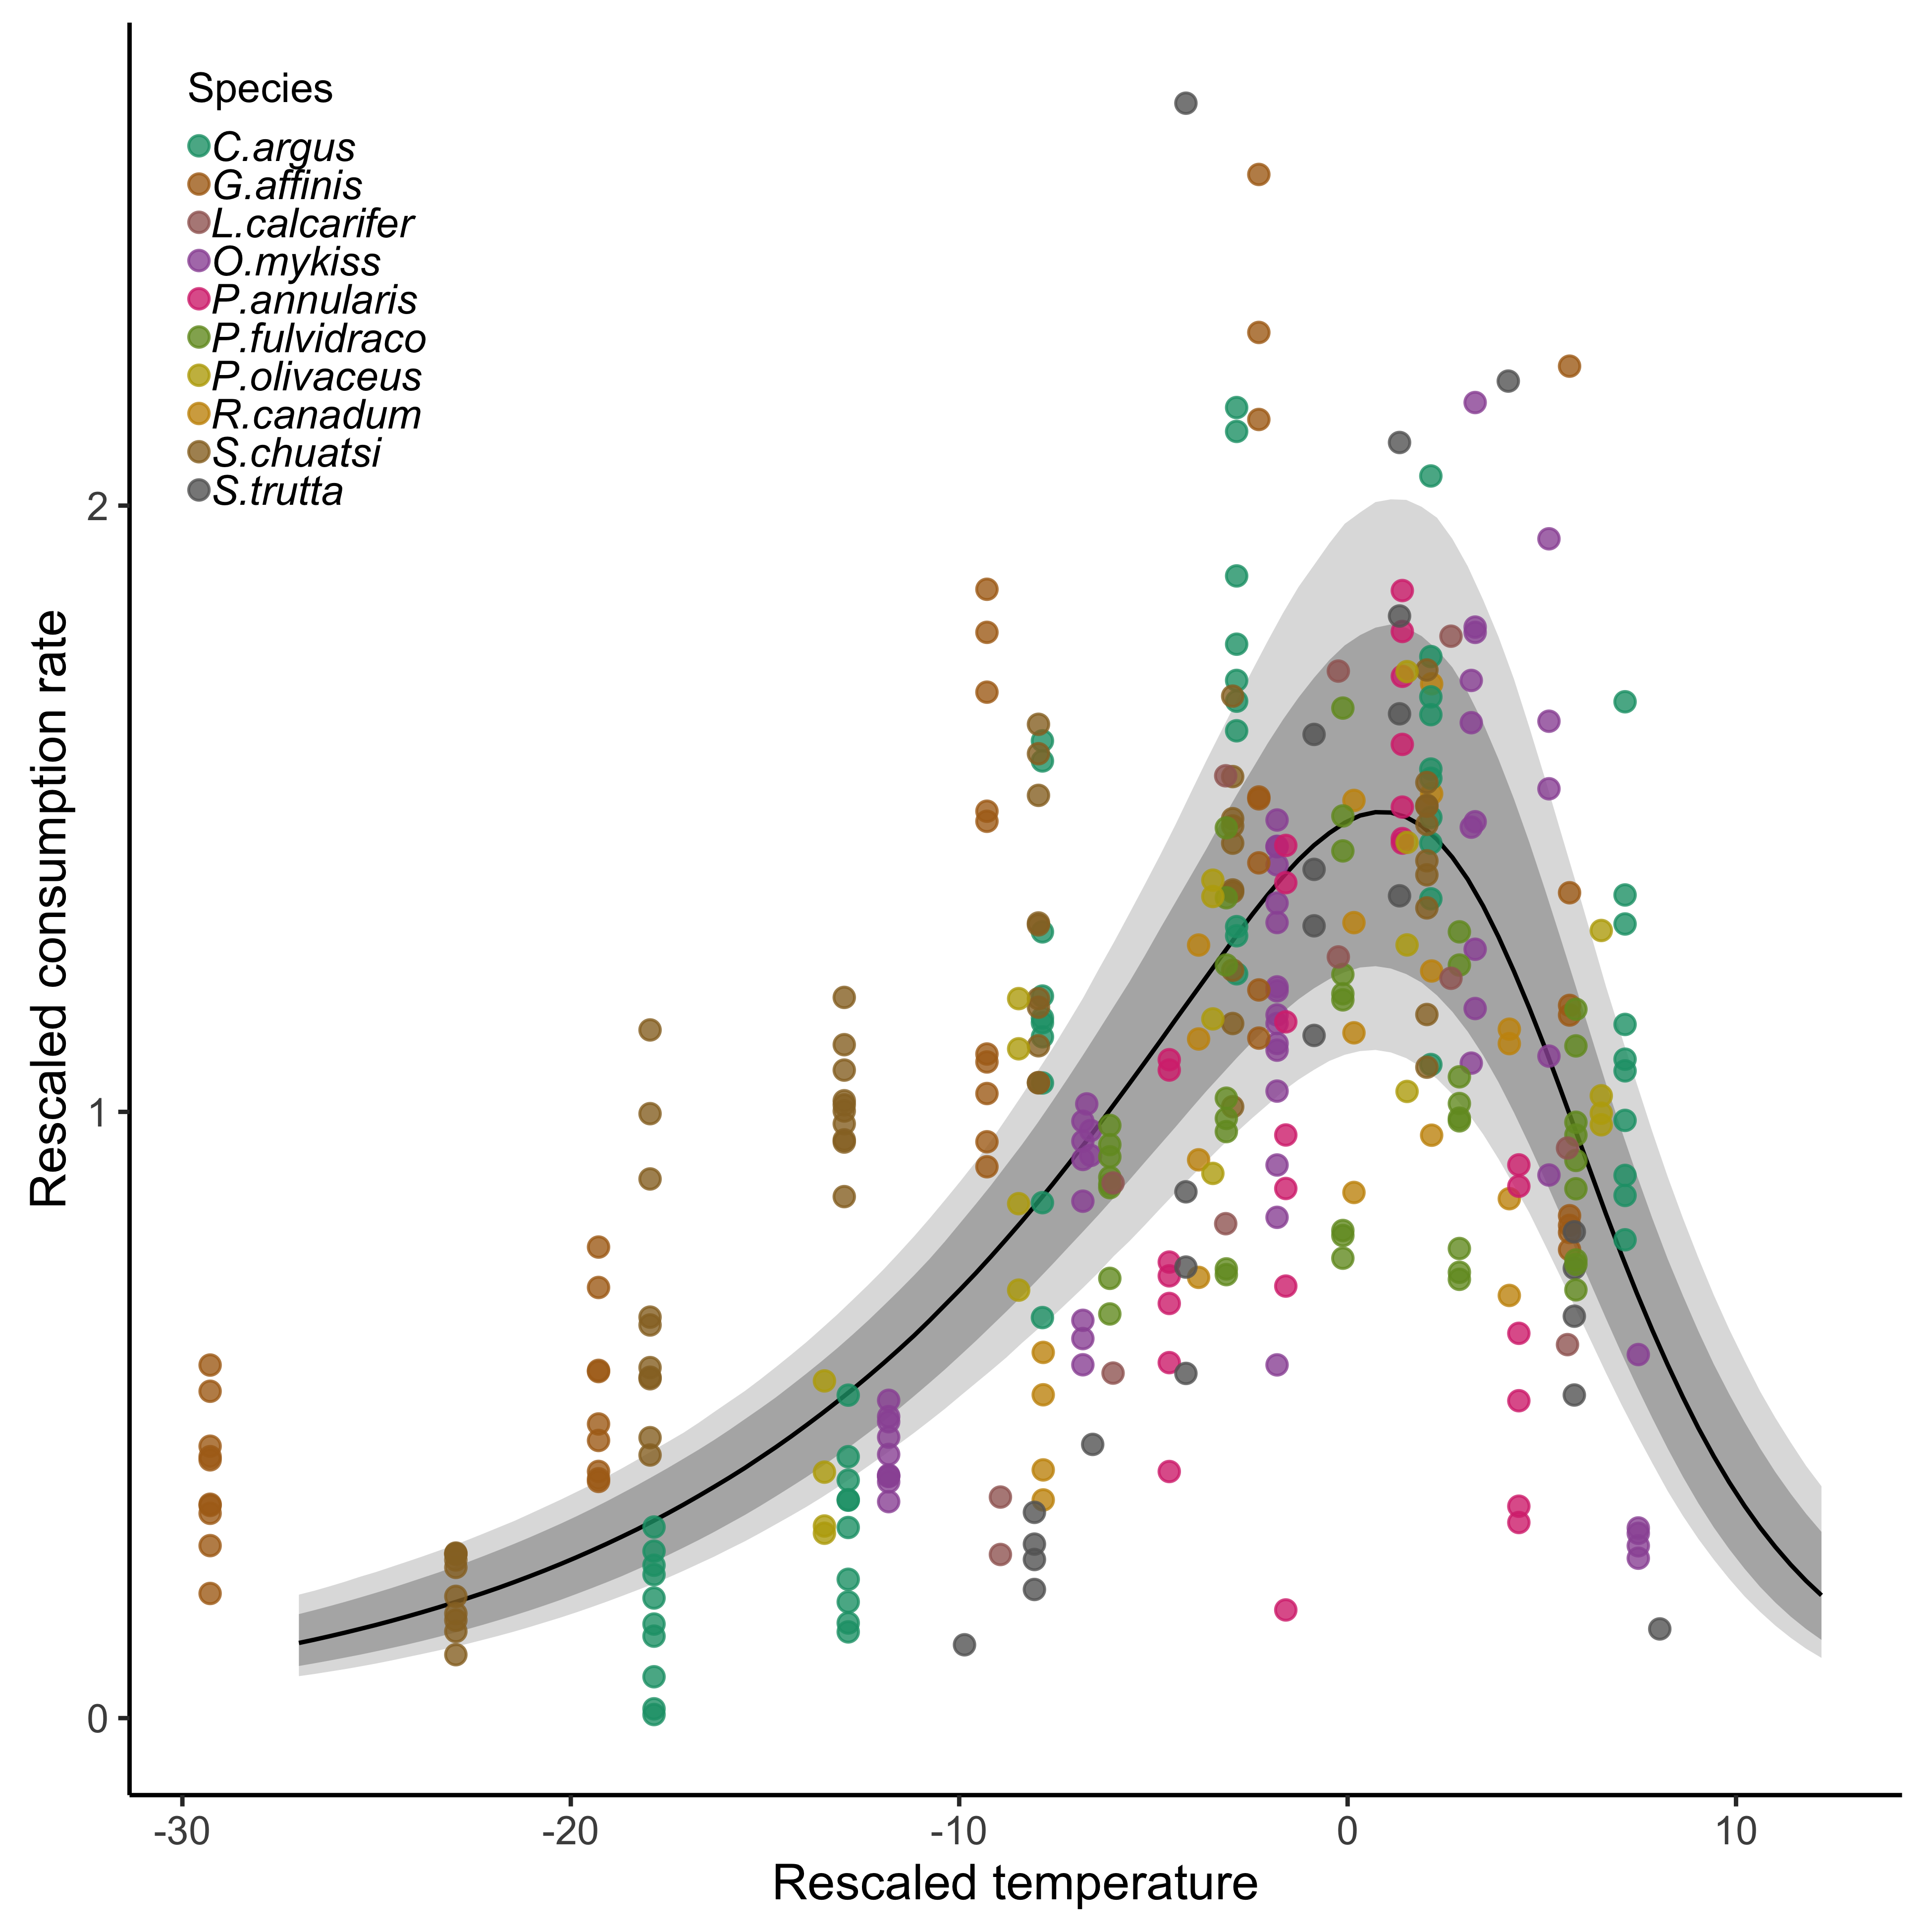 Species
C.argus
G.affinis
L.calcarifer
O.mykiss
P.annularis
P.fulvidraco
P.olivaceus
R.canadum
S.chuatsi
S.trutta
Rescaled consumption rate
2
1
0
-30 -20 -10 0 10
Rescaled temperature